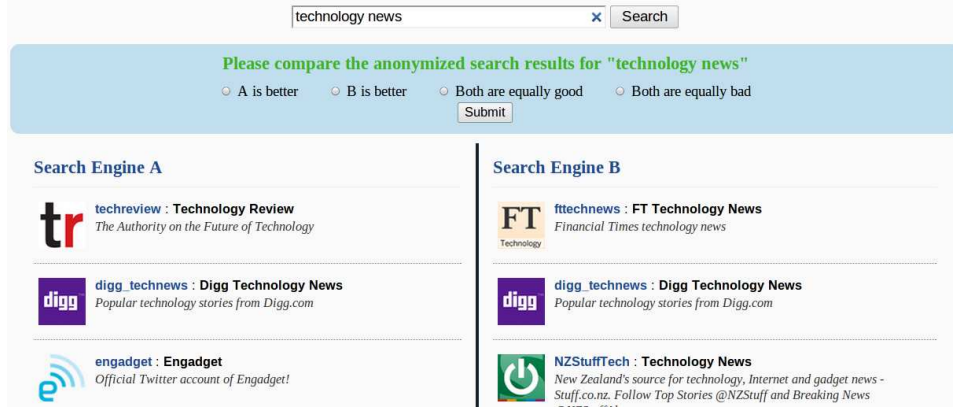 technology news
Search
Please compare the anonymized search results for "technology news"
A is better
B is better
Both are equally good
Both are equally bad
Submit
Search Engine A
tr
techreview : Technology Review
The Authority on the Future of Technology
digg
digg_technews : Digg Technology News
Popular technology stories from Digg.com
engadget : Engadget
Official Twitter account of Engadget!
Search Engine B
FT
Technology
fttechnews : FT Technology News
Financial Times technology news
digg
digg_technews : Digg Technology News
Popular technology stories from Digg.com
NZStuffTech : Technology News
New Zealand's source for technology, Internet and gadget news -
Stuff.co.nz. Follow Top Stories @NZStuff and Breaking News